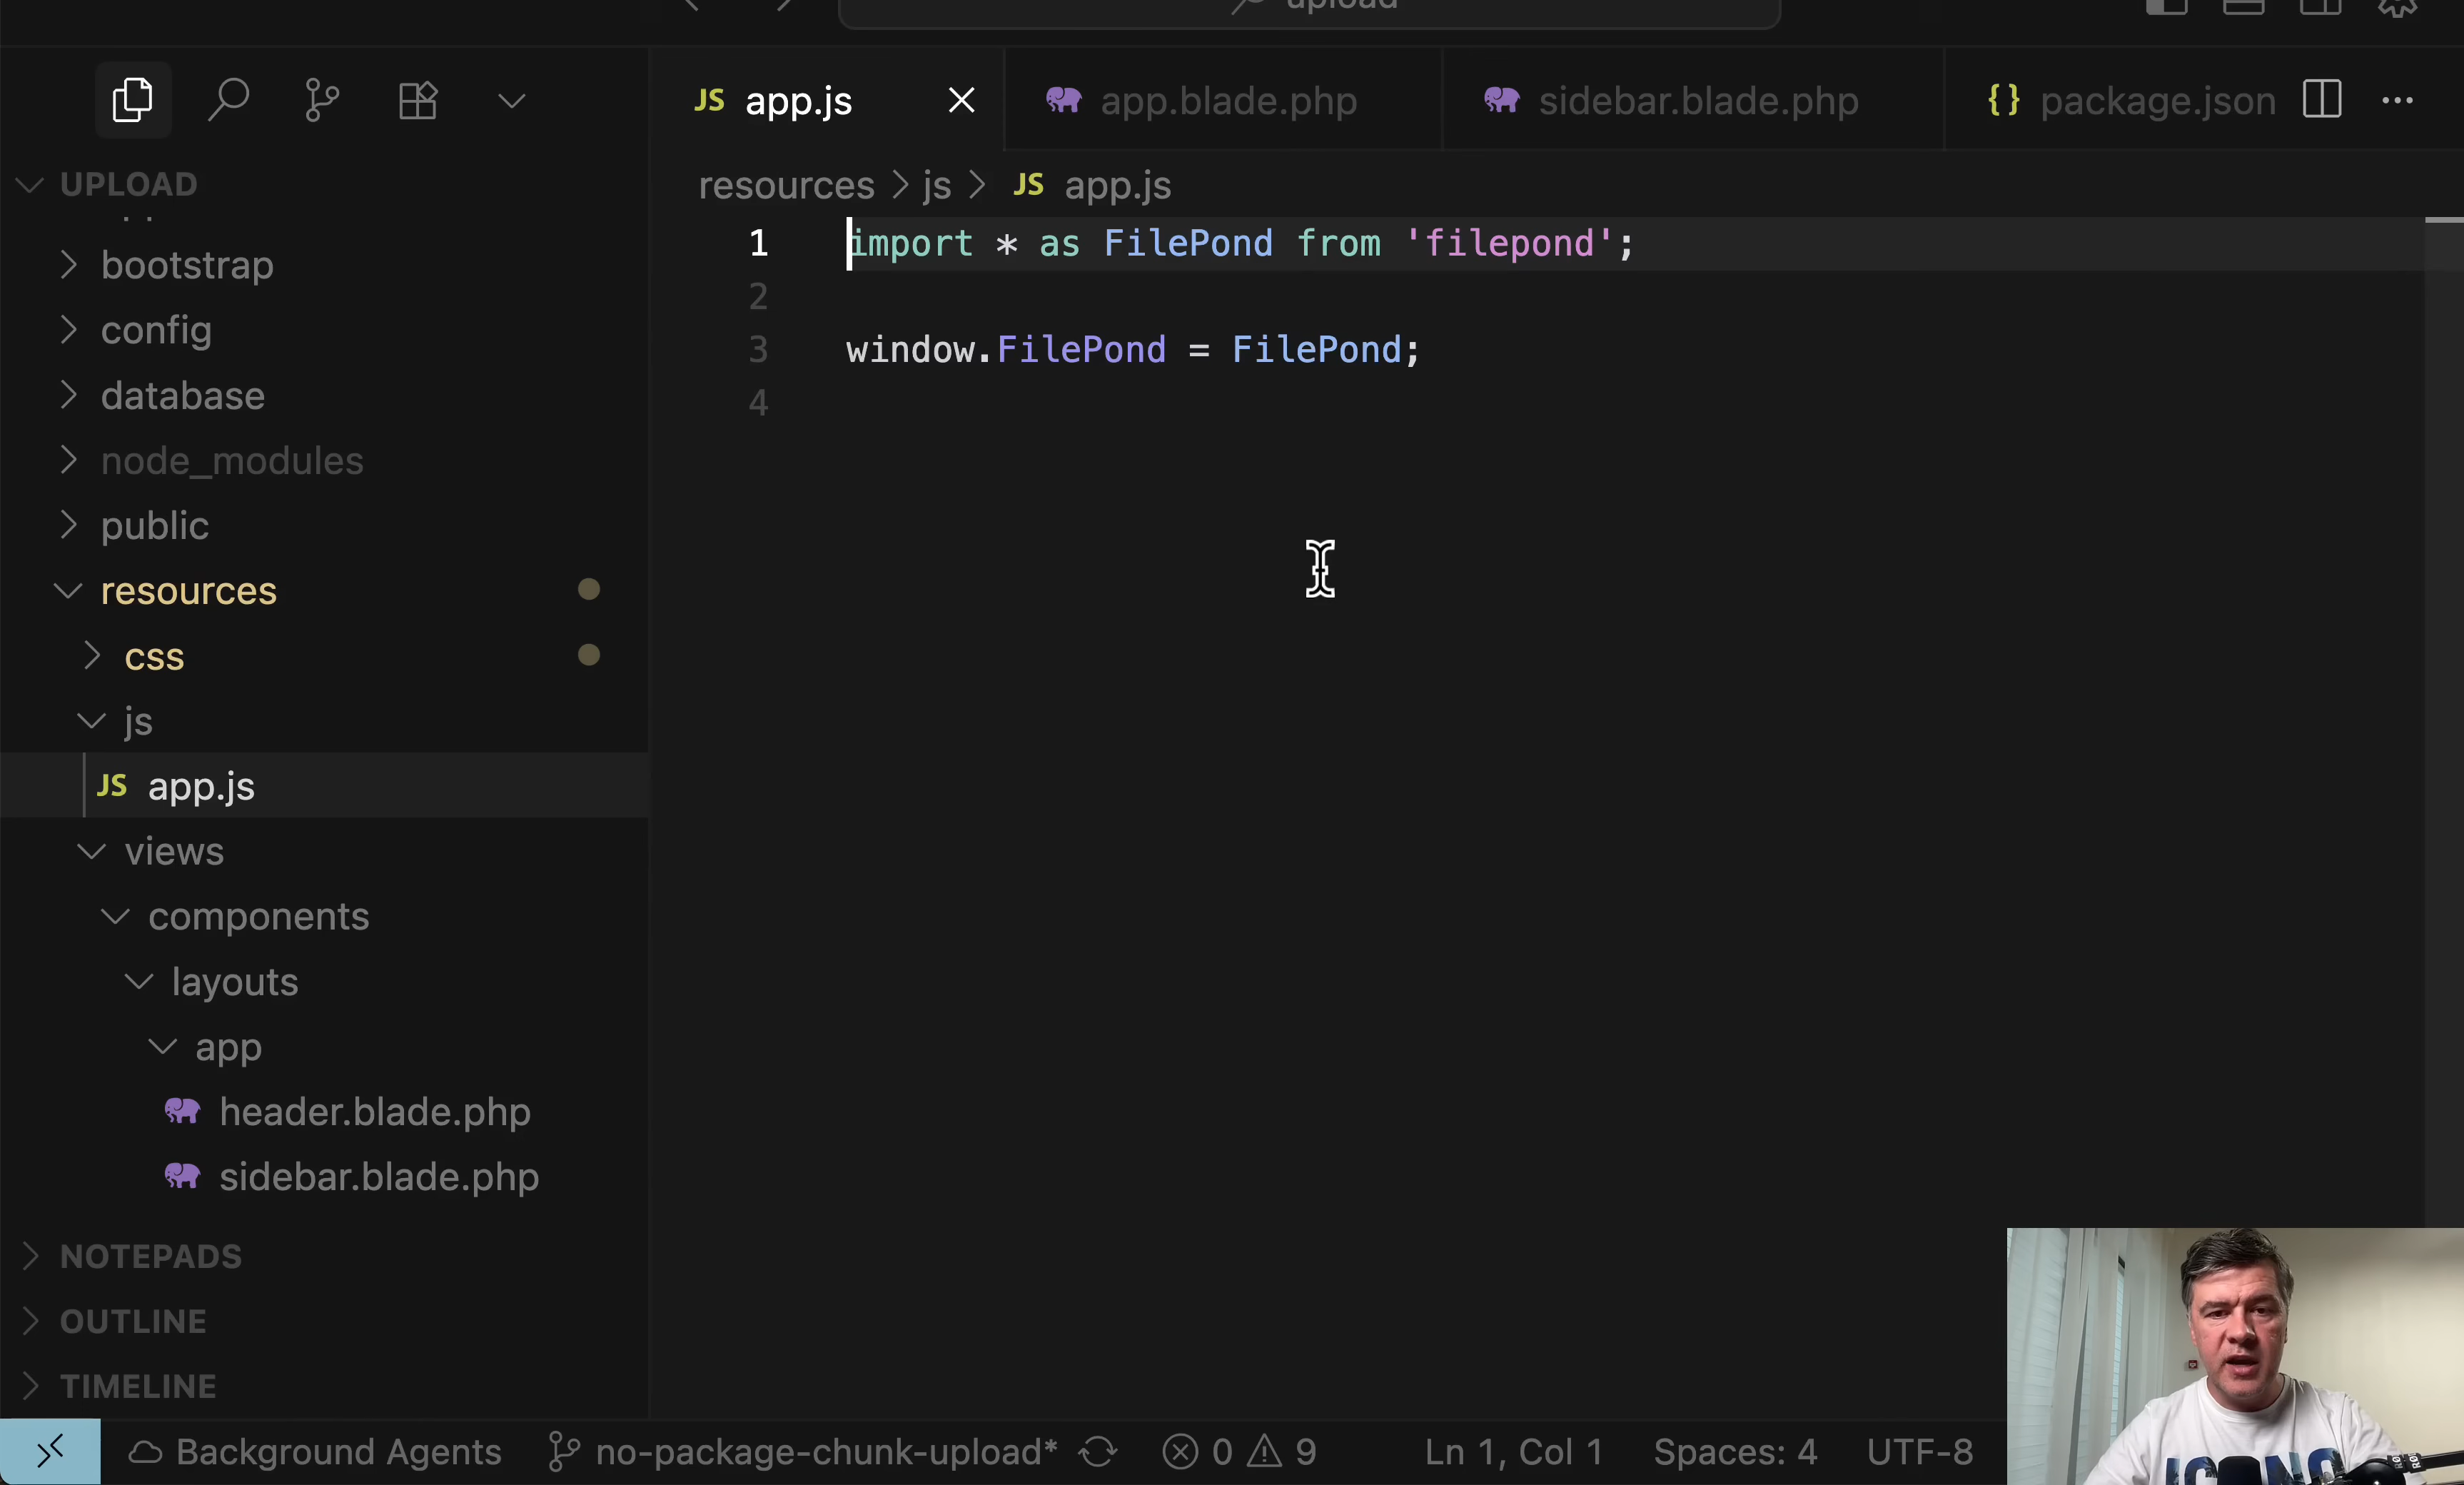 upload
JS app.js
app.blade.php
sidebar.blade.php
{} package.json
UPLOAD
bootstrap
config
database
node_modules
public
resources
css
js
JS app.js
views
components
layouts
app
header.blade.php
sidebar.blade.php
NOTEPADS
OUTLINE
TIMELINE
resources > js > JS app.js
1 import * as FilePond from 'filepond';
2
3 window.FilePond = FilePond;
4
Background Agents
no-package-chunk-upload*
0
9
Ln 1, Col 1
Spaces: 4
UTF-8